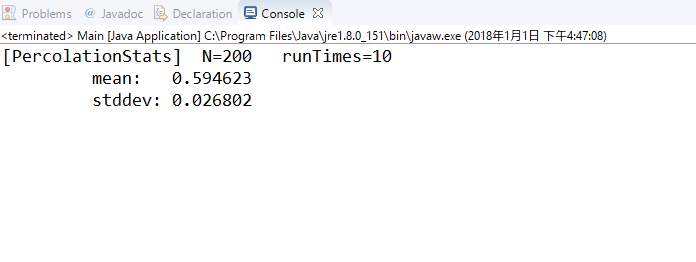 Problems @ Javadoc Declaration Console
<terminated> Main [Java Application] C:\Program Files\Java\jre1.8.0_151\bin\javaw.exe (2018年1月1日 下午4:47:08)
[PercolationStats]  N=200   runTimes=10
mean:   0.594623
stddev: 0.026802